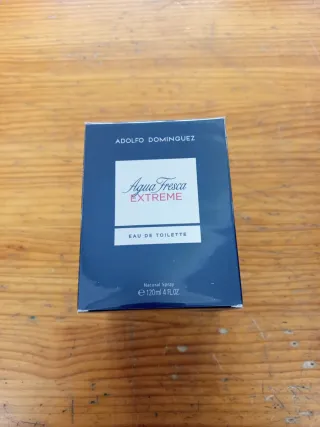 ADOLFO DOMINGUEZ
Agua Fresca
EXTREME
EAU DE TOILETTE
Natural Spray
℮ 120ml 4 FL.OZ.